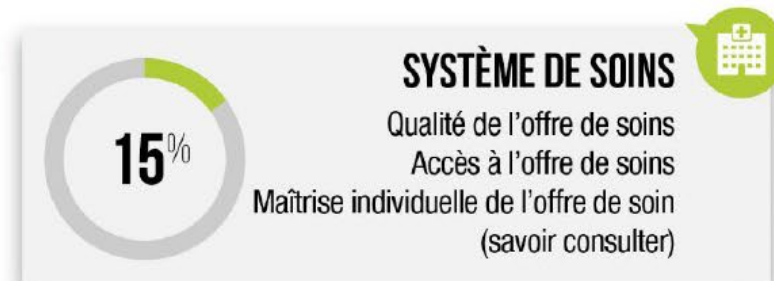 SYSTÈME DE SOINS
15%
Qualité de l'offre de soins
Accès à l'offre de soins
Maîtrise individuelle de l'offre de soin
(savoir consulter)